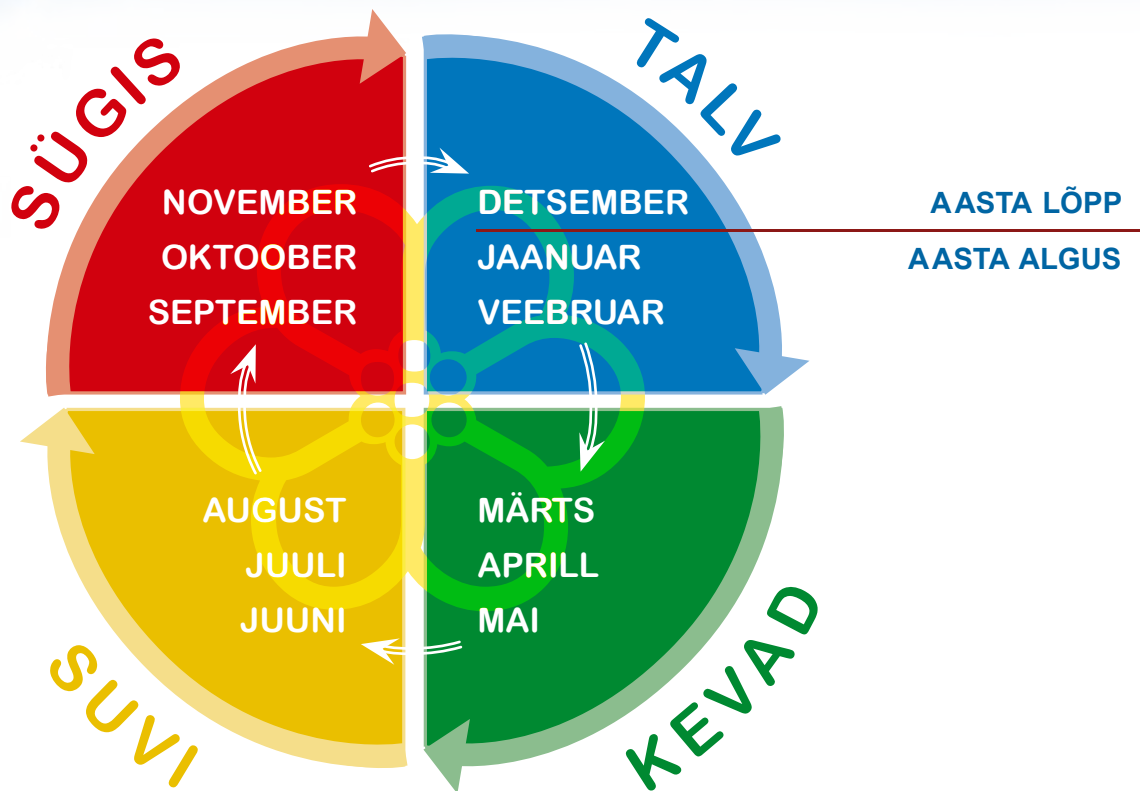 SÜGIS
NOVEMBER
OKTOOBER
SEPTEMBER
TALV
DETSEMBER
JAANUAR
VEEBRUAR
AASTA LÕPP
AASTA ALGUS
KEVAD
MÄRTS
APRILL
MAI
SUVI
AUGUST
JUULI
JUUNI